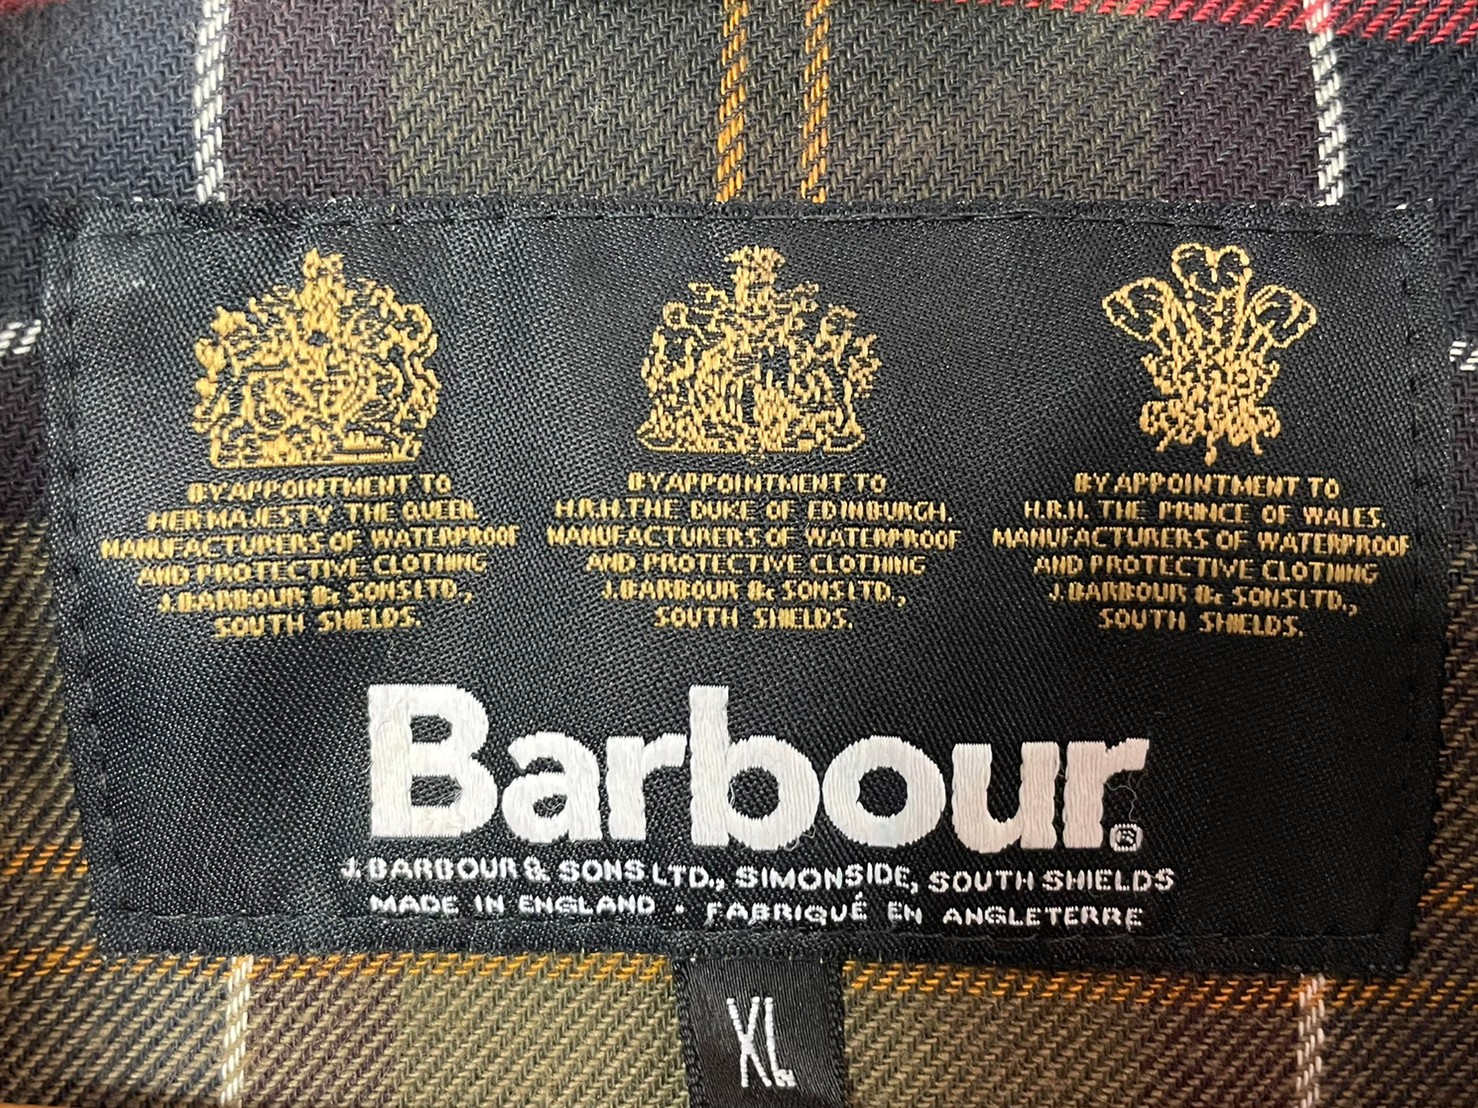 BY APPOINTMENT TO
HER MAJESTY THE QUEEN.
MANUFACTURERS OF WATERPROOF
AND PROTECTIVE CLOTHING
J. BARBOUR & SONS LTD.,
SOUTH SHIELDS.
BY APPOINTMENT TO
H.R.H. THE DUKE OF EDINBURGH.
MANUFACTURERS OF WATERPROOF
AND PROTECTIVE CLOTHING
J. BARBOUR & SONS LTD.,
SOUTH SHIELDS.
BY APPOINTMENT TO
H.R.H. THE PRINCE OF WALES.
MANUFACTURERS OF WATERPROOF
AND PROTECTIVE CLOTHING
J. BARBOUR & SONS LTD.,
SOUTH SHIELDS.
Barbour®
J. BARBOUR & SONS LTD., SIMONSIDE, SOUTH SHIELDS
MADE IN ENGLAND · FABRIQUÉ EN ANGLETERRE
XL